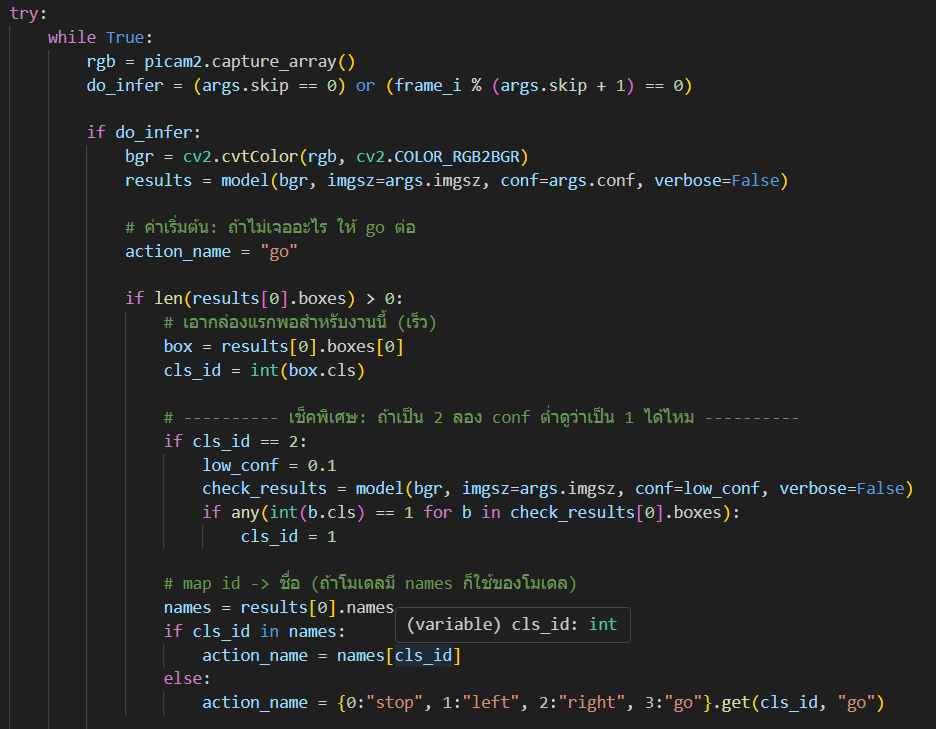 try:
while True:
rgb = picam2.capture_array()
do_infer = (args.skip == 0) or (frame_i % (args.skip + 1) == 0)
if do_infer:
bgr = cv2.cvtColor(rgb, cv2.COLOR_RGB2BGR)
results = model(bgr, imgsz=args.imgsz, conf=args.conf, verbose=False)
# ค่าเริ่มต้น: ถ้าไม่เจออะไร ให้ go ต่อ
action_name = "go"
if len(results[0].boxes) > 0:
# เอากล่องแรกพอสำหรับงานนี้ (เร็ว)
box = results[0].boxes[0]
cls_id = int(box.cls)
# ---------- เช็คพิเศษ: ถ้าเป็น 2 ลอง conf ต่ำดูว่าเป็น 1 ได้ไหม ----------
if cls_id == 2:
low_conf = 0.1
check_results = model(bgr, imgsz=args.imgsz, conf=low_conf, verbose=False)
if any(int(b.cls) == 1 for b in check_results[0].boxes):
cls_id = 1
# map id -> ชื่อ (ถ้าโมเดลมี names ก็ใช้ของโมเดล)
names = results[0].names
if cls_id in names:
(variable) cls_id: int
action_name = names[cls_id]
else:
action_name = {0:"stop", 1:"left", 2:"right", 3:"go"}.get(cls_id, "go")